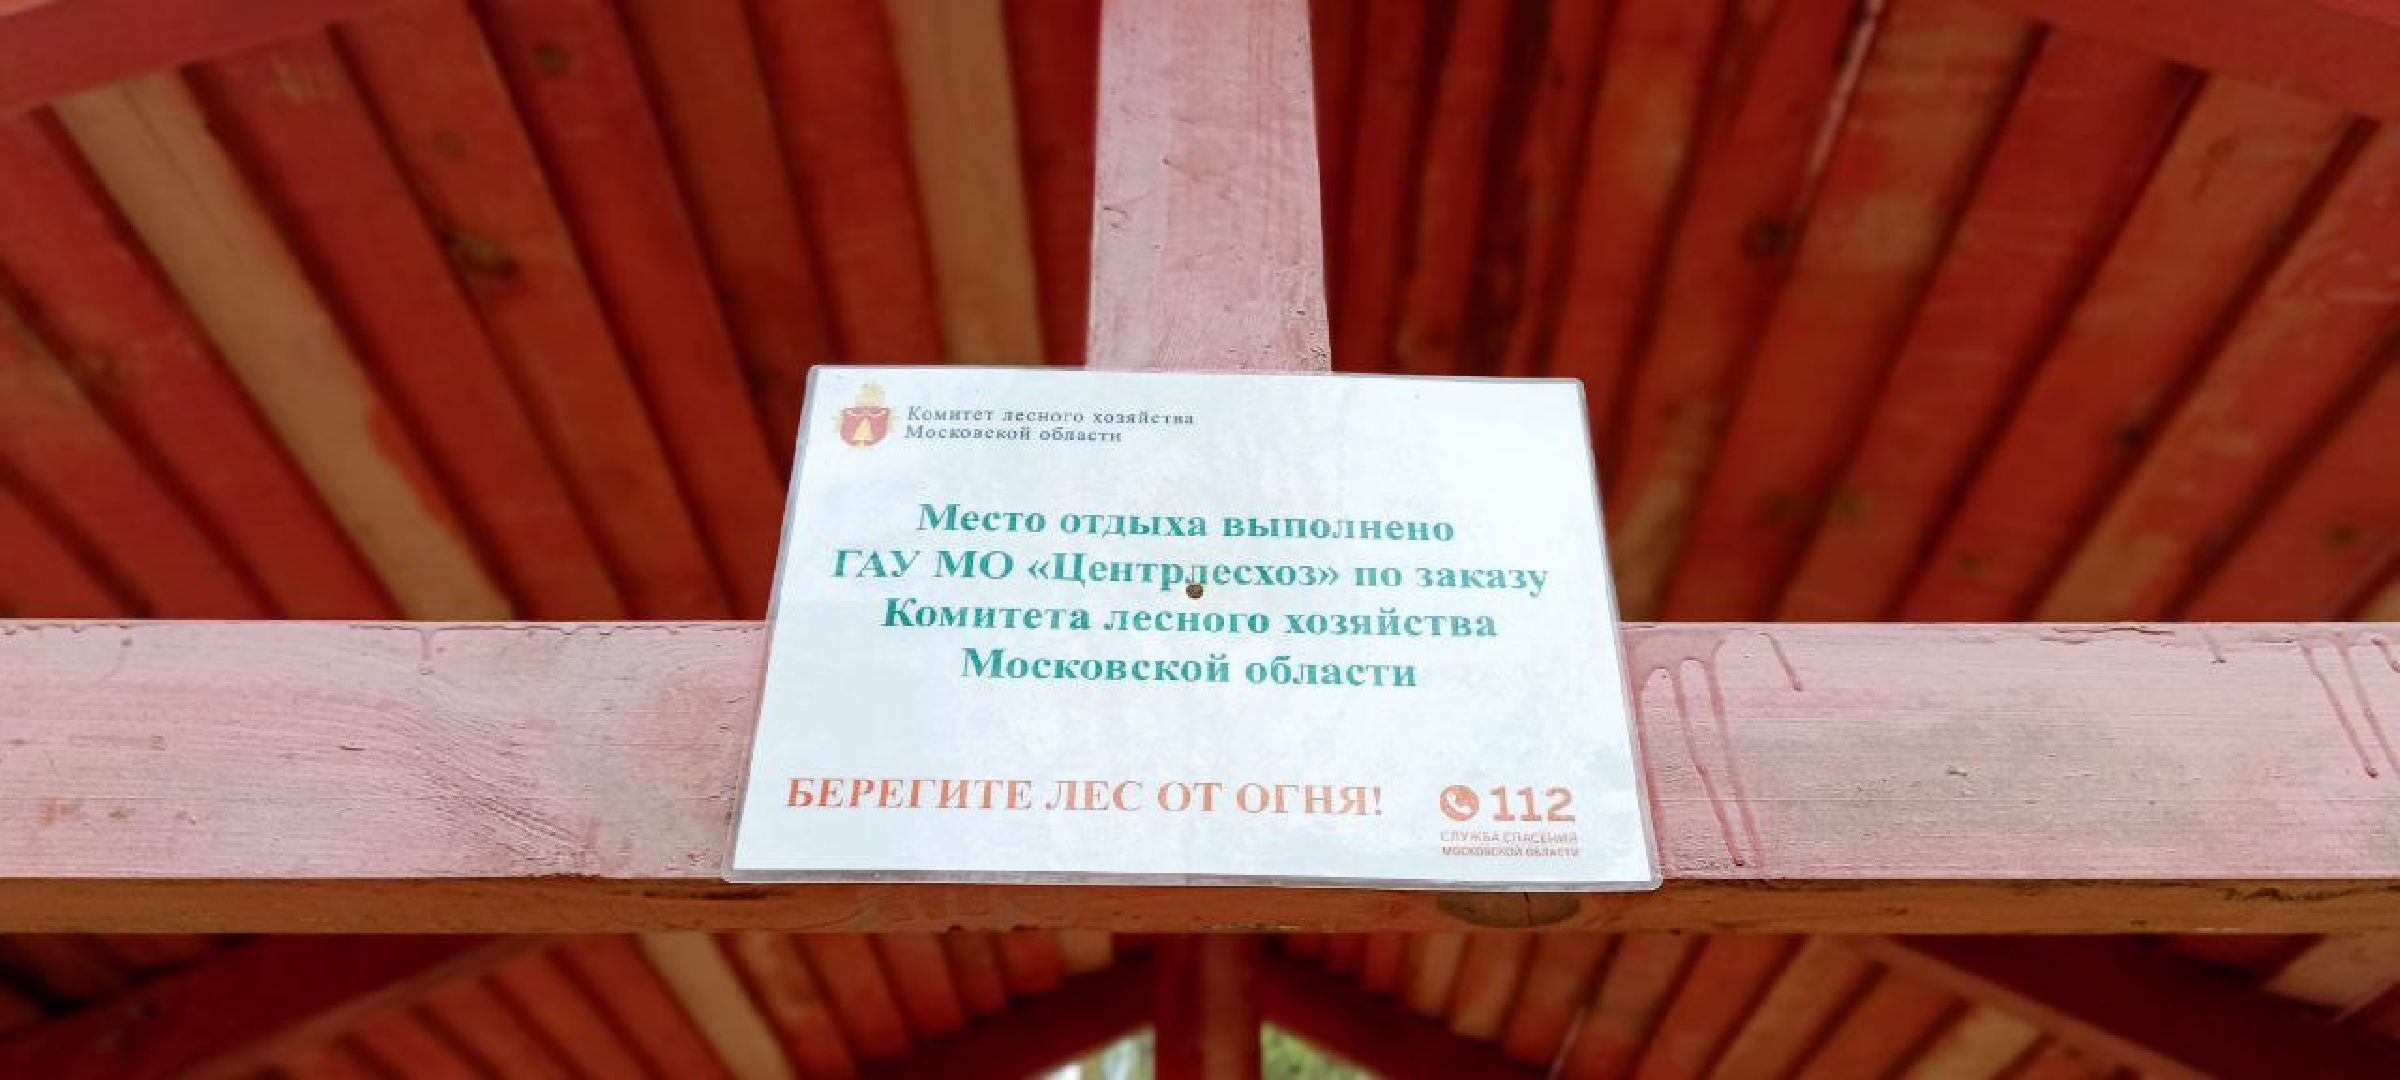 Комитет лесного хозяйства
Московской области
Место отдыха выполнено
ГАУ МО «Центрлесхоз» по заказу
Комитета лесного хозяйства
Московской области
БЕРЕГИТЕ ЛЕС ОТ ОГНЯ!
112
СЛУЖБА СПАСЕНИЯ
МОСКОВСКОЙ ОБЛАСТИ